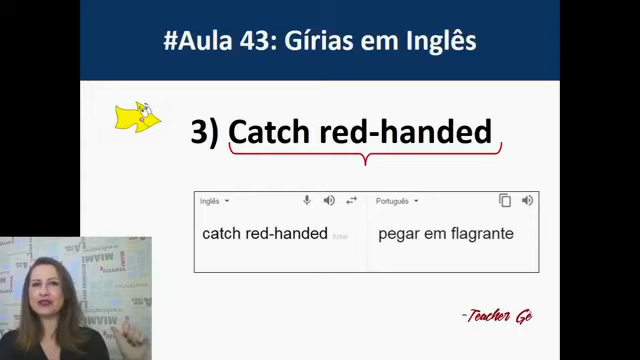 #Aula 43: Gírias em Inglês
3) Catch red-handed
Inglês
Português
catch red-handed
pegar em flagrante
-Teacher Gê
MIAMI